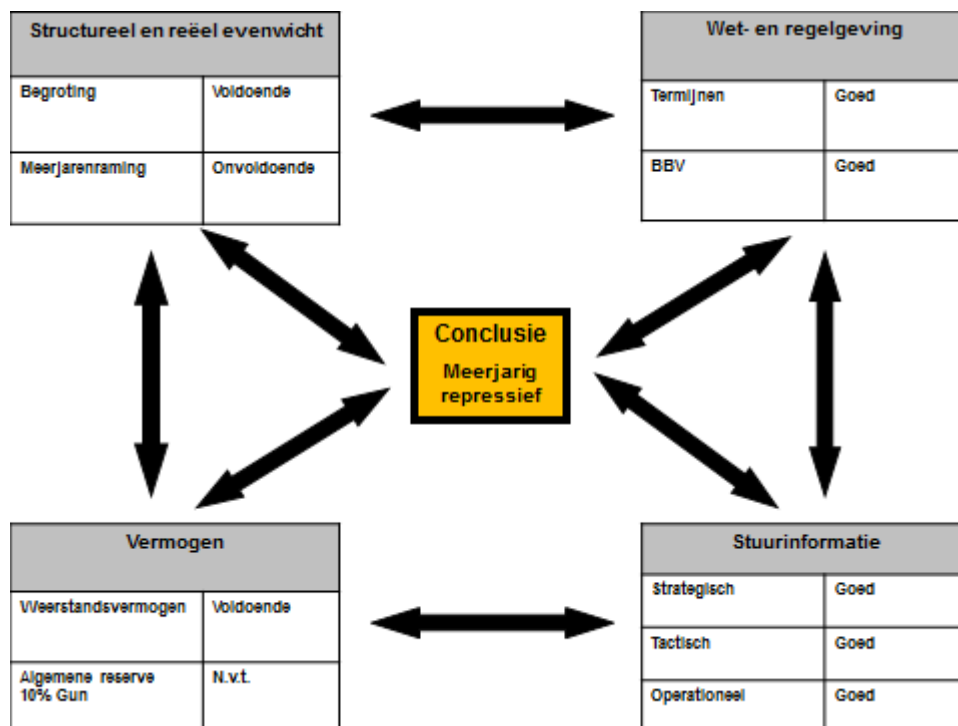 Structureel en reëel evenwicht
Begroting Voldoende
Meerjarenraming Onvoldoende
Wet- en regelgeving
Termijnen Goed
BBV Goed
Conclusie
Meerjarig
repressief
Vermogen
Weerstandsvermogen Voldoende
Algemene reserve N.v.t.
10% Gun
Stuurinformatie
Strategisch Goed
Tactisch Goed
Operationeel Goed